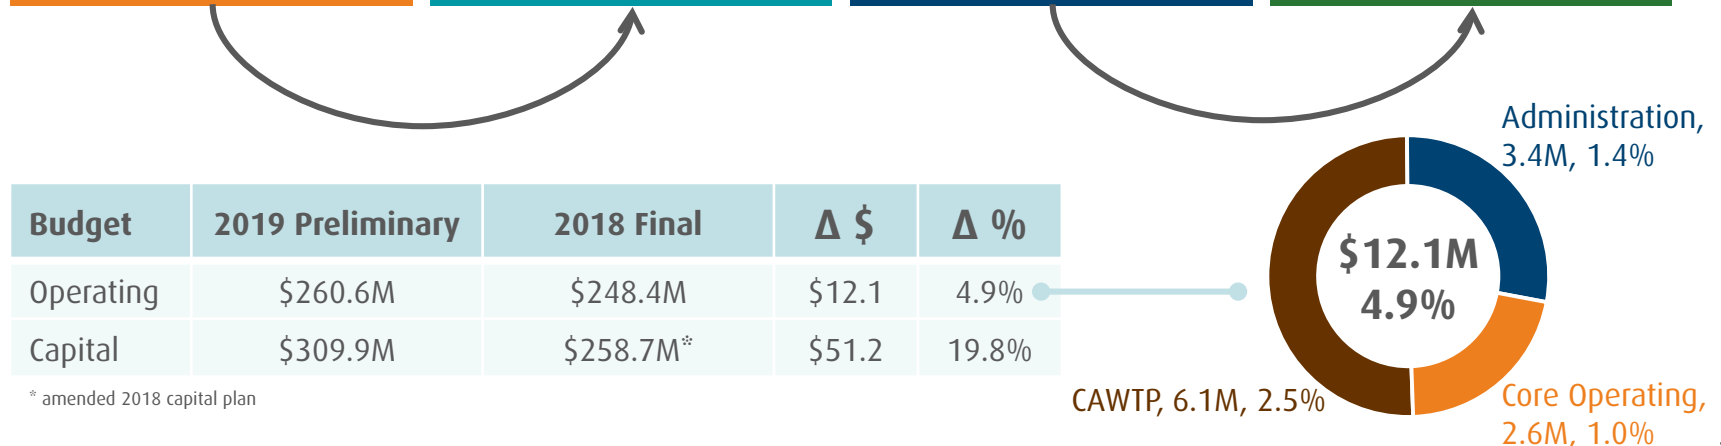 Administration,
3.4M, 1.4%
Budget 2019 Preliminary 2018 Final Δ $ Δ %
Operating $260.6M $248.4M $12.1 4.9%
Capital $309.9M $258.7M* $51.2 19.8%
* amended 2018 capital plan
$12.1M
4.9%
CAWTP, 6.1M, 2.5%
Core Operating,
2.6M, 1.0%